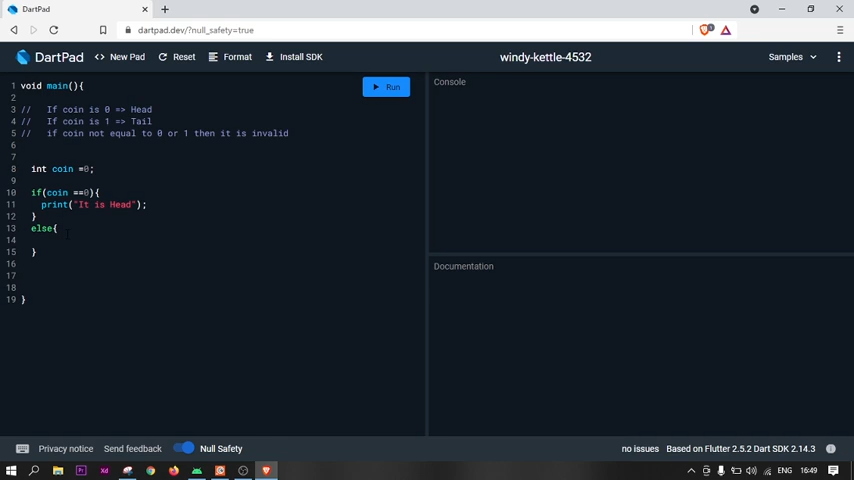 DartPad
dartpad.dev/?null_safety=true
1
DartPad
<> New Pad
Reset
Format
Install SDK
windy-kettle-4532
Samples
Run
Console
1 void main(){
2
3 //   If coin is 0 => Head
4 //   If coin is 1 => Tail
5 //   if coin not equal to 0 or 1 then it is invalid
6
7
8   int coin =0;
9
10   if(coin ==0){
11     print("It is Head");
12   }
13   else{
14
15   }
16
17
18
19 }
Documentation
Privacy notice
Send feedback
Null Safety
no issues
Based on Flutter 2.5.2 Dart SDK 2.14.3
Pr
Xd
ENG
16:49